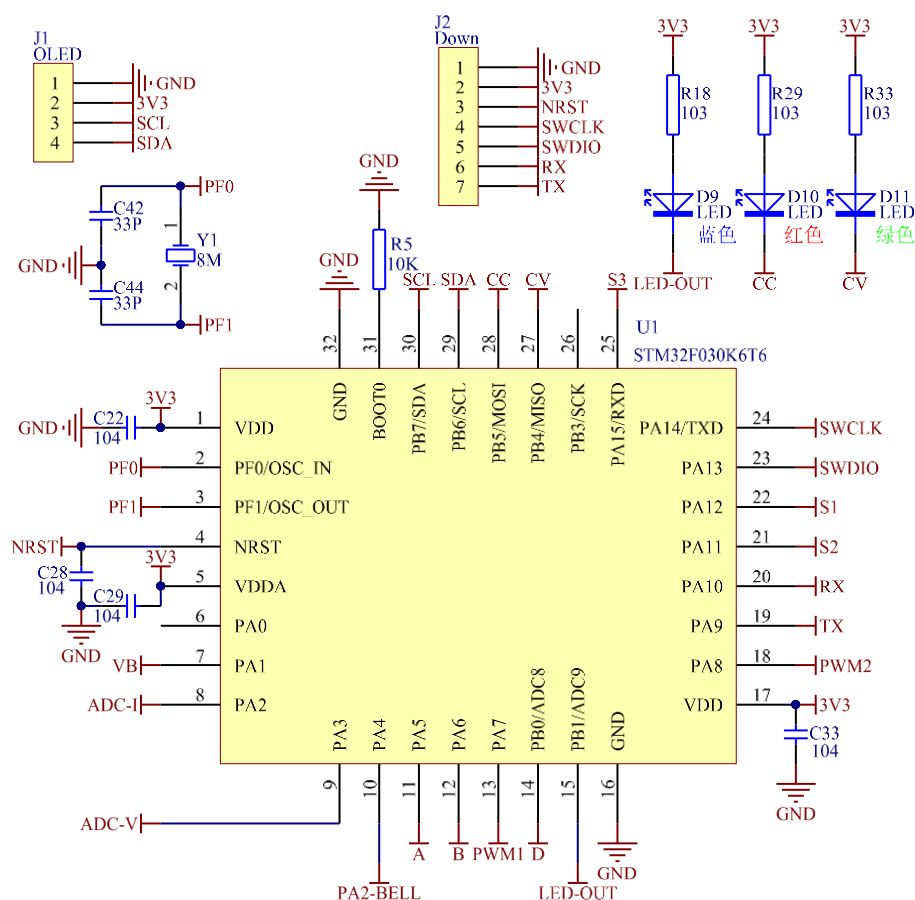 J1
OLED
1 GND
2 3V3
3 SCL
4 SDA
J2
Down
1 GND
2 3V3
3 NRST
4 SWCLK
5 SWDIO
6 RX
7 TX
3V3 3V3 3V3
R18 R29 R33
103 103 103
D9 D10 D11
LED LED LED
蓝色 红色 绿色
LED-OUT CC CV
PF0
C42
33P
1
Y1
8M
GND
2
C44
33P
PF1
GND
R5
10K
GND
SCL SDA CC CV S3
U1
STM32F030K6T6
32 31 30 29 28 27 26 25
GND BOOT0 PB7/SDA PB6/SCL PB5/MOSI PB4/MISO PB3/SCK PA15/RXD
3V3
GND C22 104 1 VDD
PF0 2 PF0/OSC_IN
PF1 3 PF1/OSC_OUT
NRST 4 NRST
3V3
C28
104
5 VDDA
C29
104
6 PA0
GND
VB 7 PA1
ADC-I 8 PA2
PA14/TXD 24 SWCLK
PA13 23 SWDIO
PA12 22 S1
PA11 21 S2
PA10 20 RX
PA9 19 TX
PA8 18 PWM2
VDD 17 3V3
C33
104
GND
PA3 PA4 PA5 PA6 PA7 PB0/ADC8 PB1/ADC9 GND
9 10 11 12 13 14 15 16
ADC-V
A B PWM1 D
GND
PA2-BELL LED-OUT